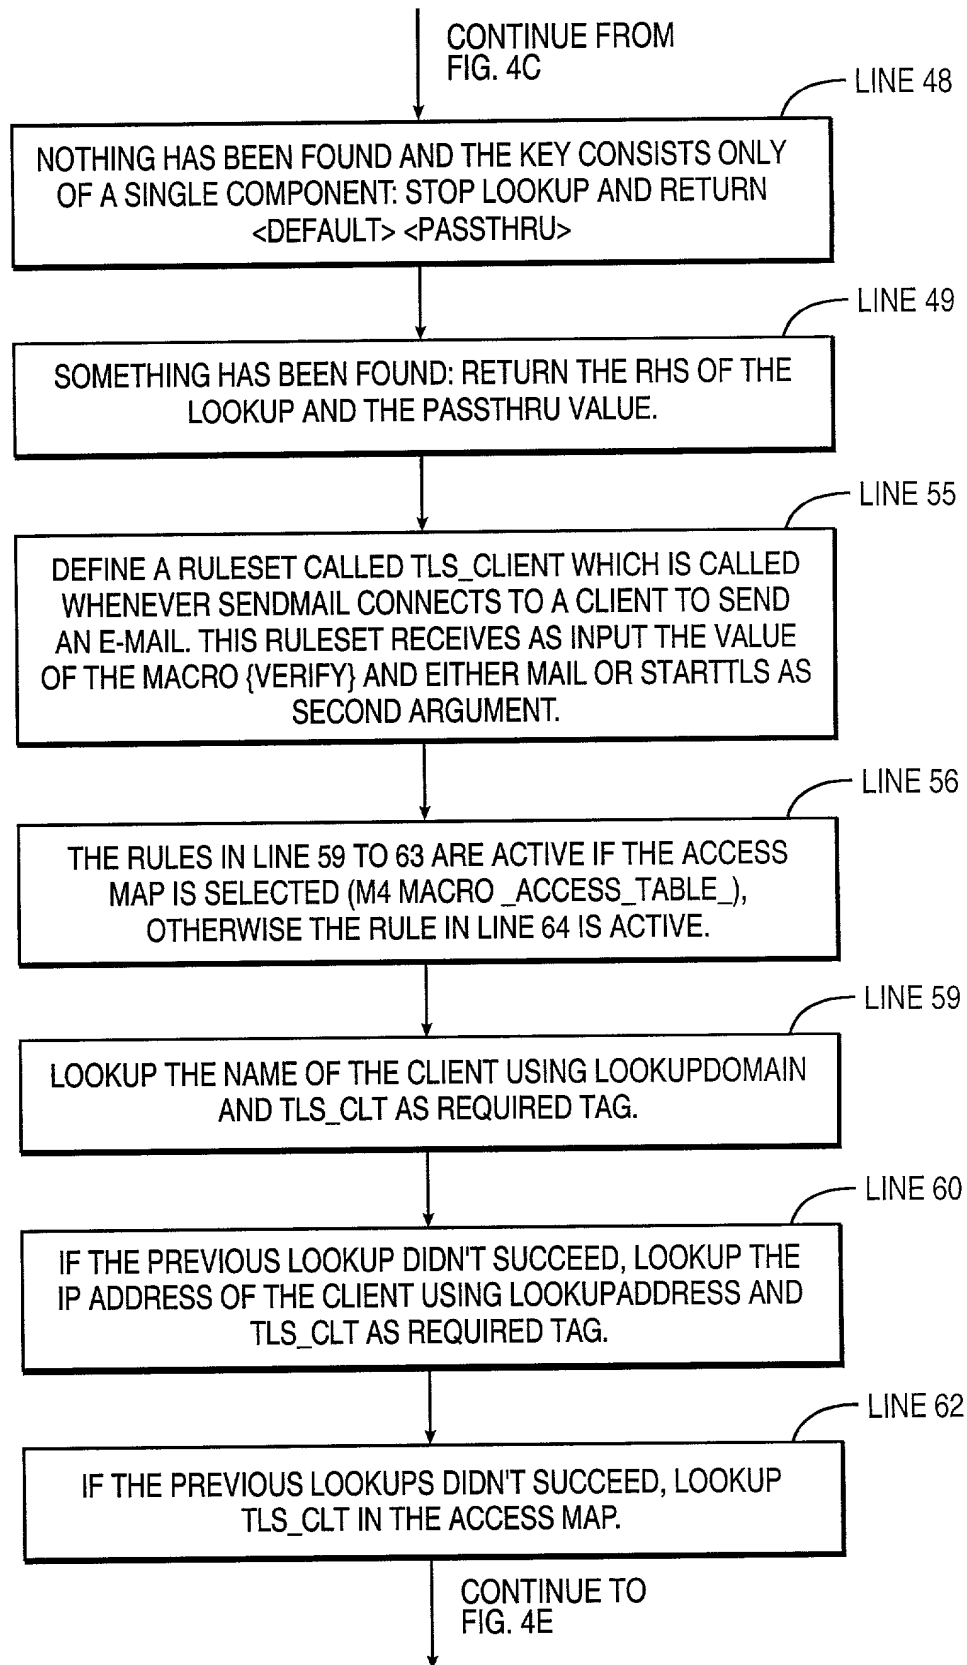 CONTINUE FROM
FIG. 4C
LINE 48
NOTHING HAS BEEN FOUND AND THE KEY CONSISTS ONLY
OF A SINGLE COMPONENT: STOP LOOKUP AND RETURN
<DEFAULT> <PASSTHRU>
LINE 49
SOMETHING HAS BEEN FOUND: RETURN THE RHS OF THE
LOOKUP AND THE PASSTHRU VALUE.
LINE 55
DEFINE A RULESET CALLED TLS_CLIENT WHICH IS CALLED
WHENEVER SENDMAIL CONNECTS TO A CLIENT TO SEND
AN E-MAIL. THIS RULESET RECEIVES AS INPUT THE VALUE
OF THE MACRO {VERIFY} AND EITHER MAIL OR STARTTLS AS
SECOND ARGUMENT.
LINE 56
THE RULES IN LINE 59 TO 63 ARE ACTIVE IF THE ACCESS
MAP IS SELECTED (M4 MACRO _ACCESS_TABLE_),
OTHERWISE THE RULE IN LINE 64 IS ACTIVE.
LINE 59
LOOKUP THE NAME OF THE CLIENT USING LOOKUPDOMAIN
AND TLS_CLT AS REQUIRED TAG.
LINE 60
IF THE PREVIOUS LOOKUP DIDN'T SUCCEED, LOOKUP THE
IP ADDRESS OF THE CLIENT USING LOOKUPADDRESS AND
TLS_CLT AS REQUIRED TAG.
LINE 62
IF THE PREVIOUS LOOKUPS DIDN'T SUCCEED, LOOKUP
TLS_CLT IN THE ACCESS MAP.
CONTINUE TO
FIG. 4E